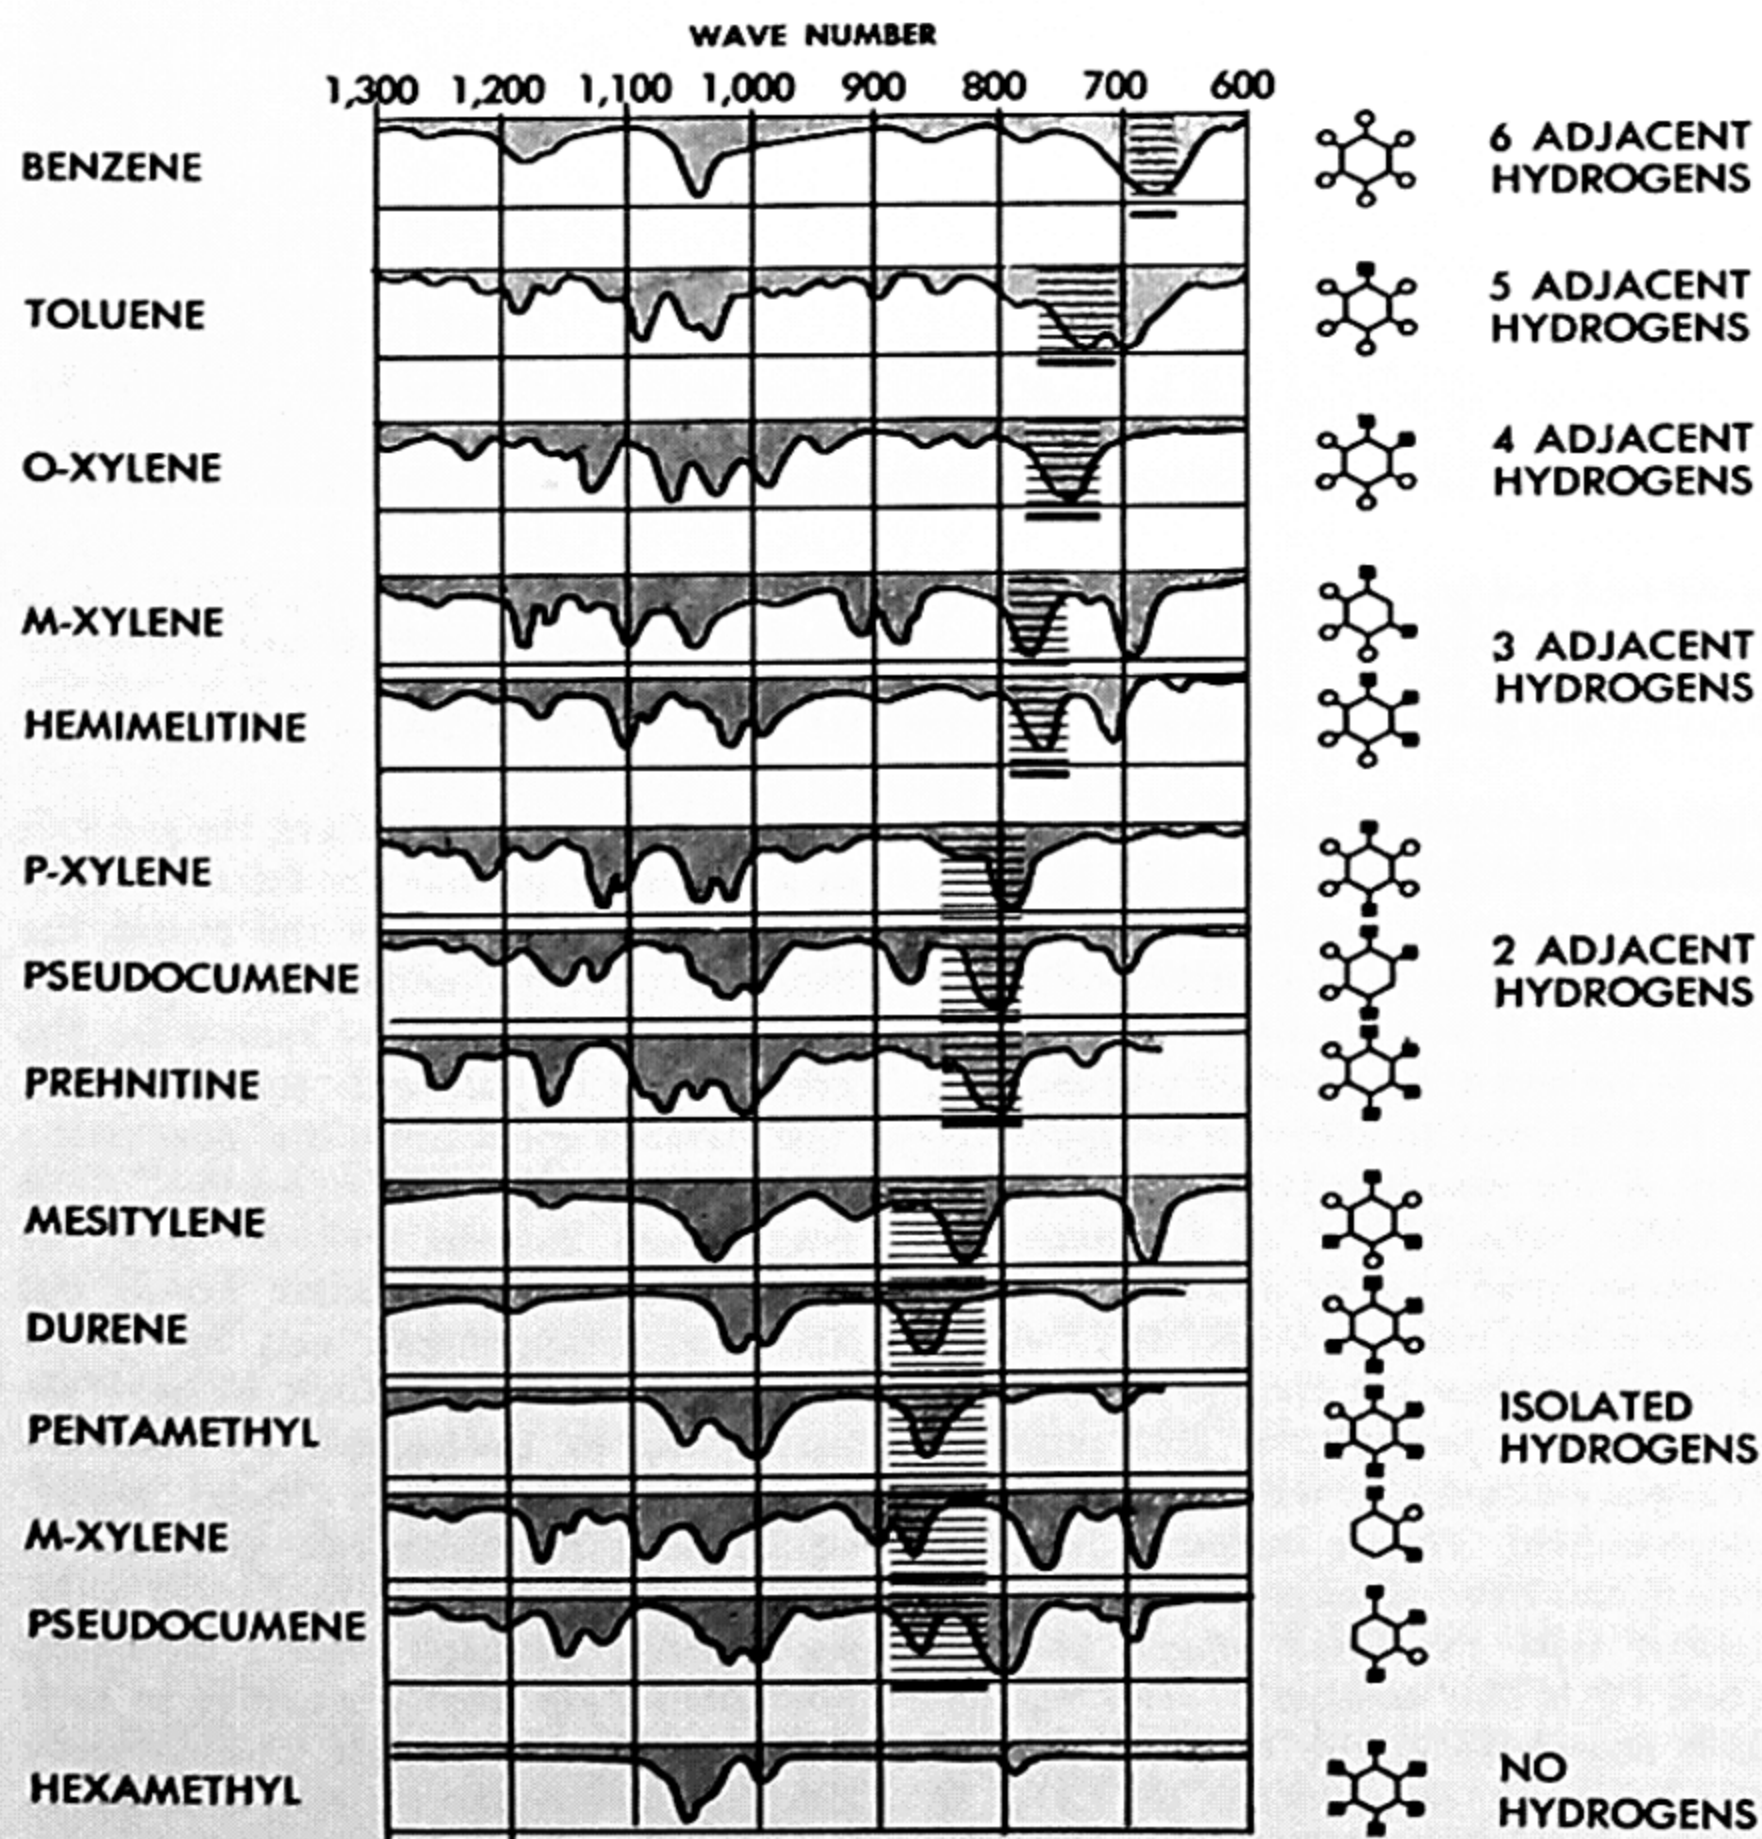 WAVE NUMBER
1,300 1,200 1,100 1,000 900 800 700 600
BENZENE
6 ADJACENT
HYDROGENS
TOLUENE
5 ADJACENT
HYDROGENS
O-XYLENE
4 ADJACENT
HYDROGENS
M-XYLENE
HEMIMELITINE
3 ADJACENT
HYDROGENS
P-XYLENE
PSEUDOCUMENE
PREHNITINE
2 ADJACENT
HYDROGENS
MESITYLENE
DURENE
PENTAMETHYL
M-XYLENE
PSEUDOCUMENE
ISOLATED
HYDROGENS
HEXAMETHYL
NO
HYDROGENS